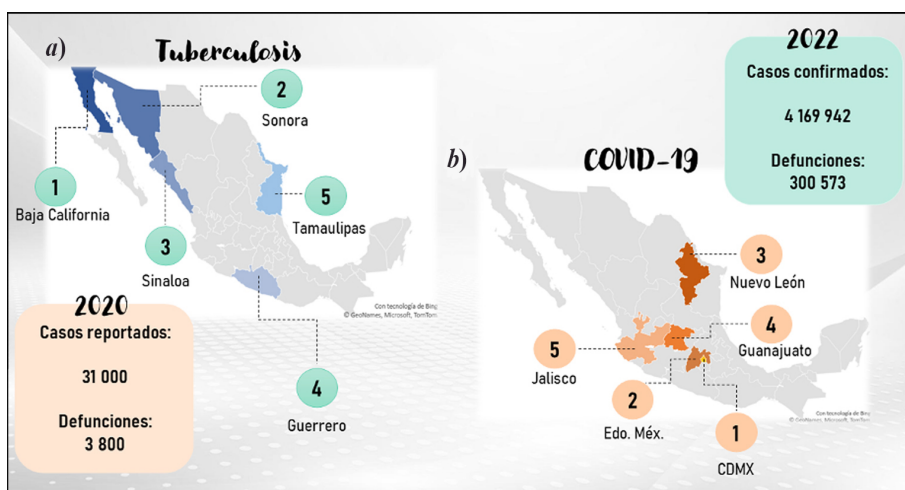 a)
Tuberculosis
2
Sonora
1
Baja California
3
Sinaloa
5
Tamaulipas
4
Guerrero
Con tecnología de Bing
© GeoNames, Microsoft, TomTom
2020
Casos reportados:
31 000
Defunciones:
3 800
b)
COVID-19
2022
Casos confirmados:
4 169 942
Defunciones:
300 573
3
Nuevo León
4
Guanajuato
5
Jalisco
2
Edo. Méx.
1
CDMX
Con tecnología de Bing
© GeoNames, Microsoft, TomTom